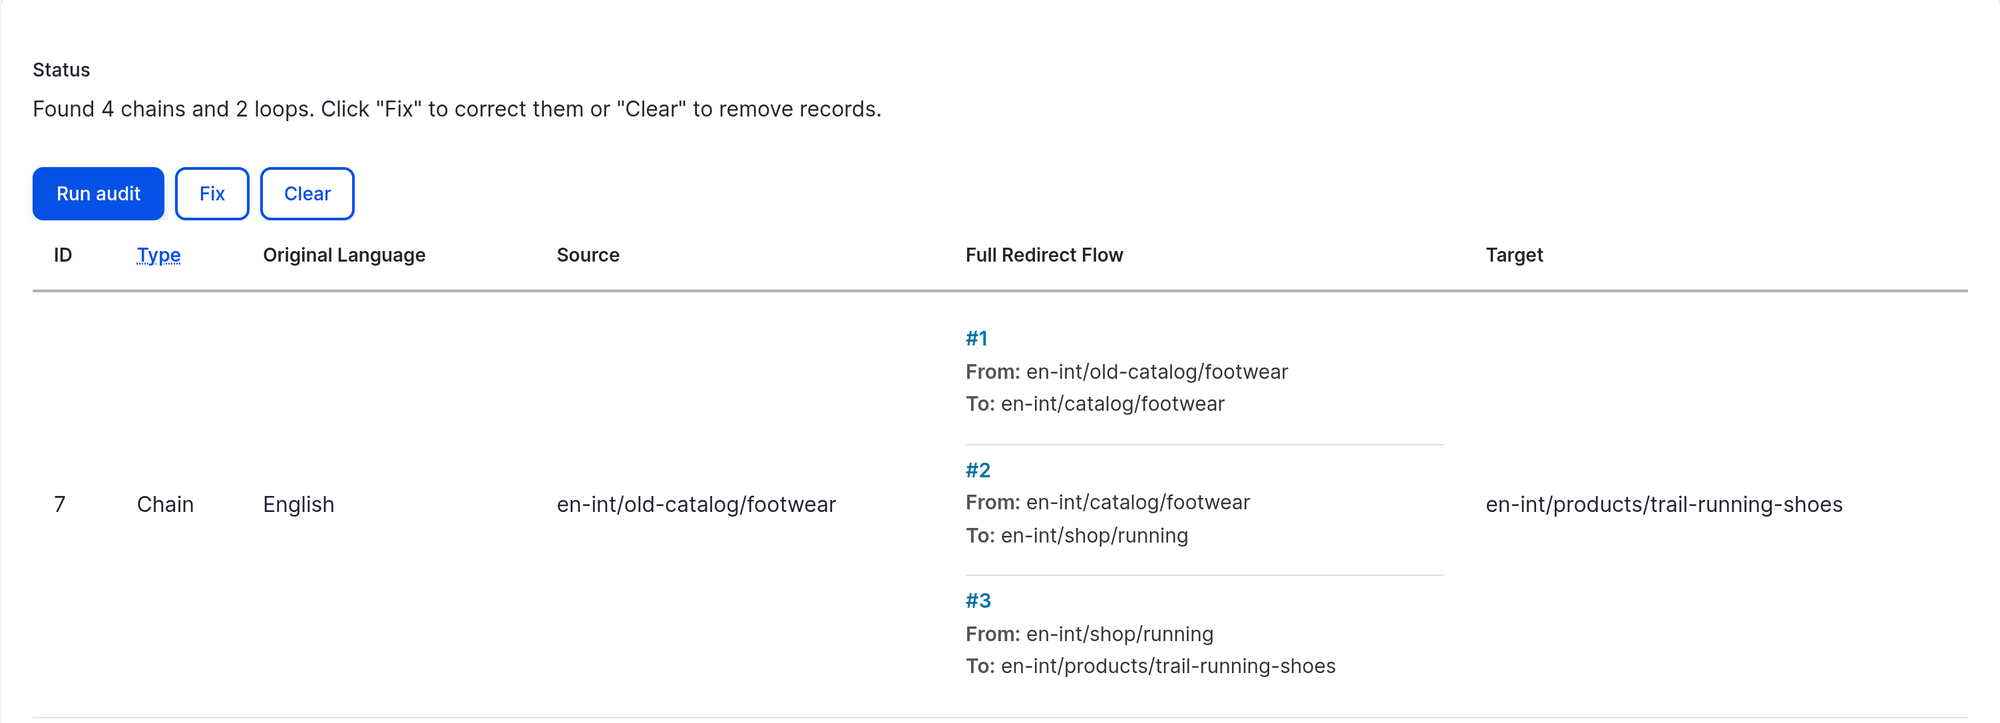 Status
Found 4 chains and 2 loops. Click "Fix" to correct them or "Clear" to remove records.
Run audit Fix Clear
ID Type Original Language Source Full Redirect Flow Target
#1
From: en-int/old-catalog/footwear
To: en-int/catalog/footwear
#2
From: en-int/catalog/footwear
7 Chain English en-int/old-catalog/footwear en-int/products/trail-running-shoes
To: en-int/shop/running
#3
From: en-int/shop/running
To: en-int/products/trail-running-shoes